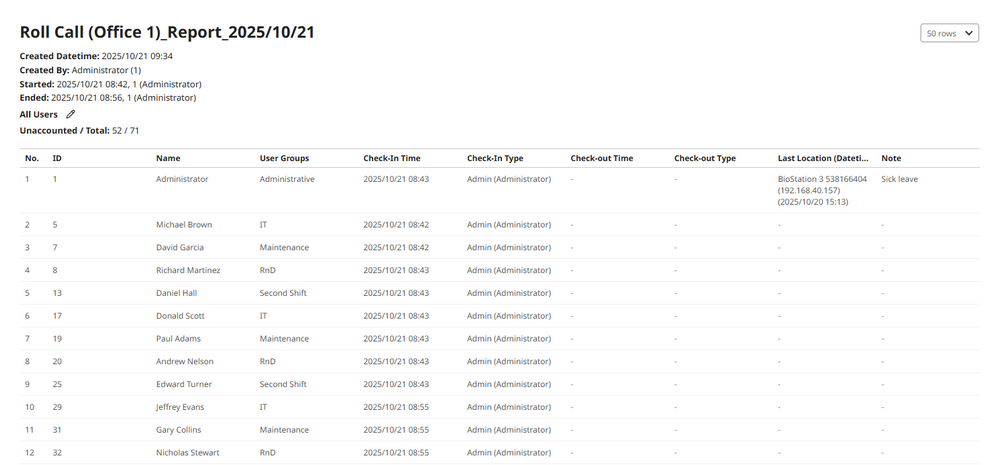 Roll Call (Office 1)_Report_2025/10/21
50 rows
Created Datetime: 2025/10/21 09:34
Created By: Administrator (1)
Started: 2025/10/21 08:42, 1 (Administrator)
Ended: 2025/10/21 08:56, 1 (Administrator)
All Users
Unaccounted / Total: 52 / 71
No. ID Name User Groups Check-In Time Check-In Type Check-out Time Check-out Type Last Location (Dateti... Note
1 1 Administrator Administrative 2025/10/21 08:43 Admin (Administrator) - - BioStation 3 538166404 Sick leave
(192.168.40.157)
(2025/10/20 15:13)
2 5 Michael Brown IT 2025/10/21 08:42 Admin (Administrator) - - - -
3 7 David Garcia Maintenance 2025/10/21 08:42 Admin (Administrator) - - - -
4 8 Richard Martinez RnD 2025/10/21 08:43 Admin (Administrator) - - - -
5 13 Daniel Hall Second Shift 2025/10/21 08:43 Admin (Administrator) - - - -
6 17 Donald Scott IT 2025/10/21 08:43 Admin (Administrator) - - - -
7 19 Paul Adams Maintenance 2025/10/21 08:43 Admin (Administrator) - - - -
8 20 Andrew Nelson RnD 2025/10/21 08:43 Admin (Administrator) - - - -
9 25 Edward Turner Second Shift 2025/10/21 08:43 Admin (Administrator) - - - -
10 29 Jeffrey Evans IT 2025/10/21 08:55 Admin (Administrator) - - - -
11 31 Gary Collins Maintenance 2025/10/21 08:55 Admin (Administrator) - - - -
12 32 Nicholas Stewart RnD 2025/10/21 08:55 Admin (Administrator) - - - -